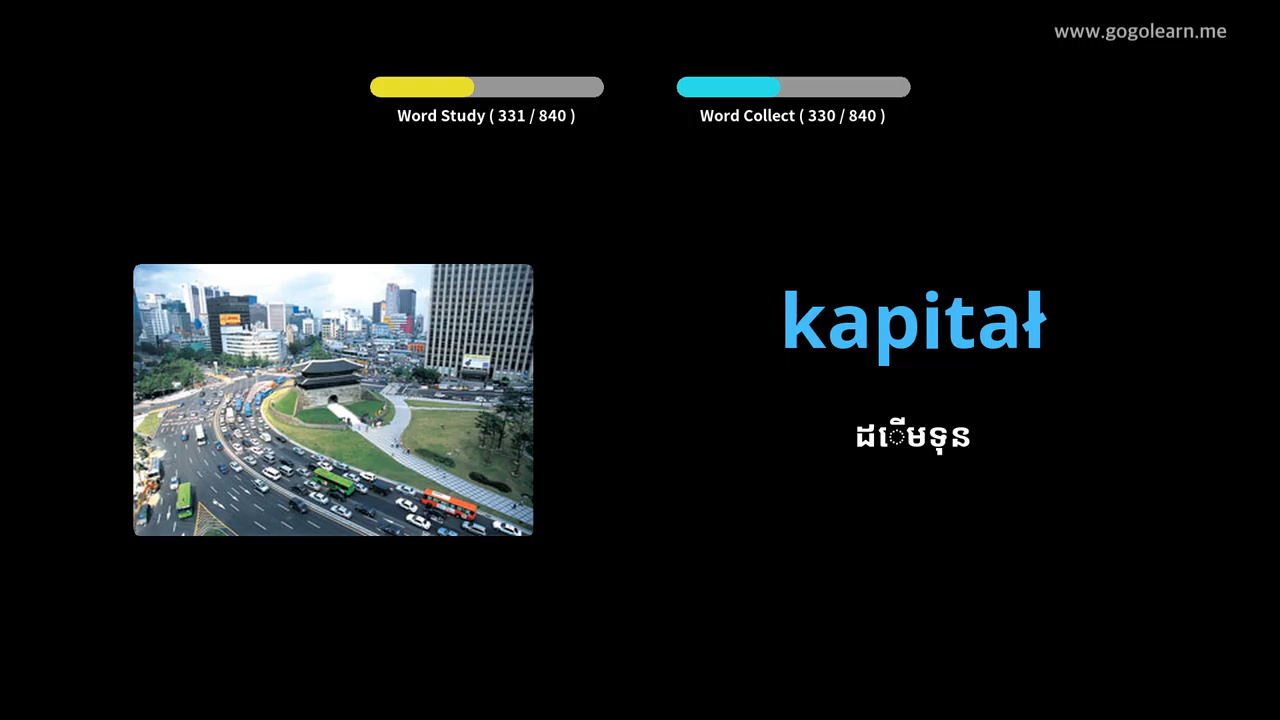 www.gogolearn.me
Word Study ( 331 / 840 )
Word Collect ( 330 / 840 )
kapitał
ដើមទុន